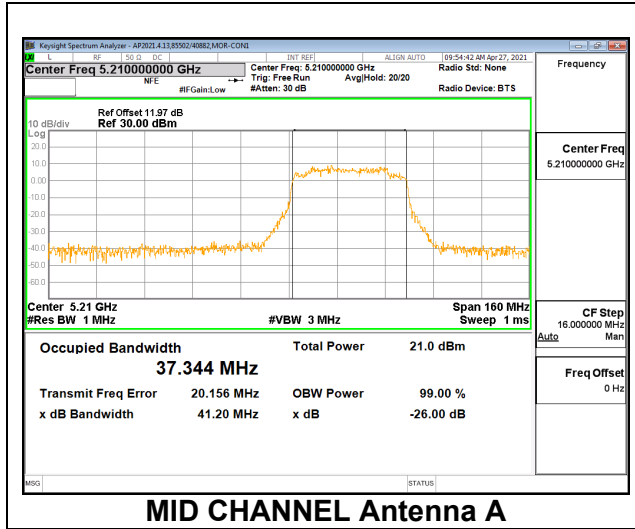 Keysight Spectrum Analyzer - AP2021.4.13,85502/40882,MOR-CON1
L RF 50 Ω DC INT REF ALIGN AUTO 09:54:42 AM Apr 27, 2021
Center Freq 5.210000000 GHz
NFE
#IFGain:Low
Center Freq: 5.210000000 GHz
Trig: Free Run Avg|Hold: 20/20
#Atten: 30 dB
Radio Std: None
Radio Device: BTS
Frequency
Ref Offset 11.97 dB
10 dB/div Ref 30.00 dBm
Log
20.0
10.0
0.00
-10.0
-20.0
-30.0
-40.0
-50.0
-60.0
Center Freq
5.210000000 GHz
Center 5.21 GHz Span 160 MHz
#Res BW 1 MHz #VBW 3 MHz Sweep 1 ms
CF Step
16.000000 MHz
Auto Man
Freq Offset
0 Hz
Occupied Bandwidth Total Power 21.0 dBm
37.344 MHz
Transmit Freq Error 20.156 MHz OBW Power 99.00 %
x dB Bandwidth 41.20 MHz x dB -26.00 dB
MSG STATUS
MID CHANNEL Antenna A